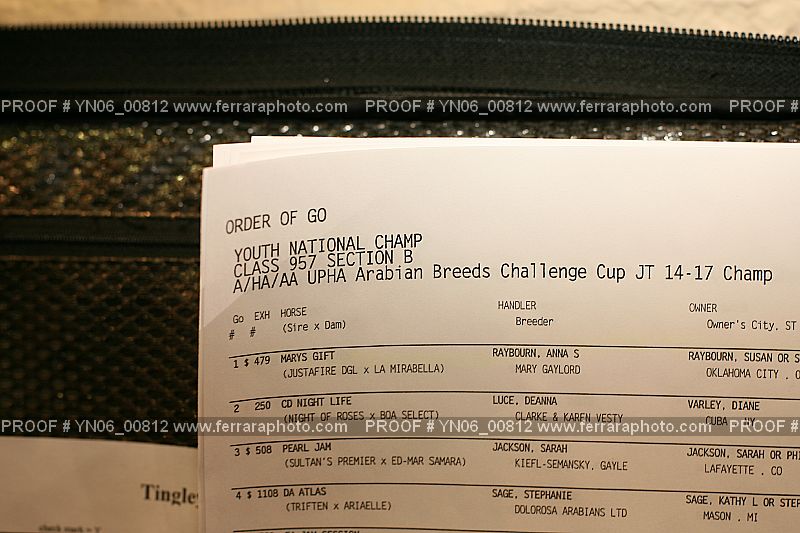 PROOF # YN06_00812 www.ferraraphoto.com PROOF # YN06_00812 www.ferraraphoto.com PROOF #
ORDER OF GO
YOUTH NATIONAL CHAMP
CLASS 957 SECTION B
A/HA/AA UPHA Arabian Breeds Challenge Cup JT 14-17 Champ
Go EXH HORSE HANDLER OWNER
# # (Sire x Dam) Breeder Owner's City, ST
1 $ 479 MARYS GIFT RAYBOURN, ANNA S RAYBOURN, SUSAN OR S
(JUSTAFIRE DGL x LA MIRABELLA) MARY GAYLORD OKLAHOMA CITY , O
2 250 CD NIGHT LIFE LUCE, DEANNA VARLEY, DIANE
(NIGHT OF ROSES x BOA SELECT) CLARKE & KAREN VESTY CUBA , NY
PROOF # YN06_00812 www.ferraraphoto.com PROOF # YN06_00812 www.ferraraphoto.com PROOF #
3 $ 508 PEARL JAM JACKSON, SARAH JACKSON, SARAH OR PHI
(SULTAN'S PREMIER x ED-MAR SAMARA) KIEFL-SEMANSKY, GAYLE LAFAYETTE , CO
4 $ 1108 DA ATLAS SAGE, STEPHANIE SAGE, KATHY L OR STEP
(TRIFTEN x ARIAELLE) DOLOROSA ARABIANS LTD MASON , MI
Tingley